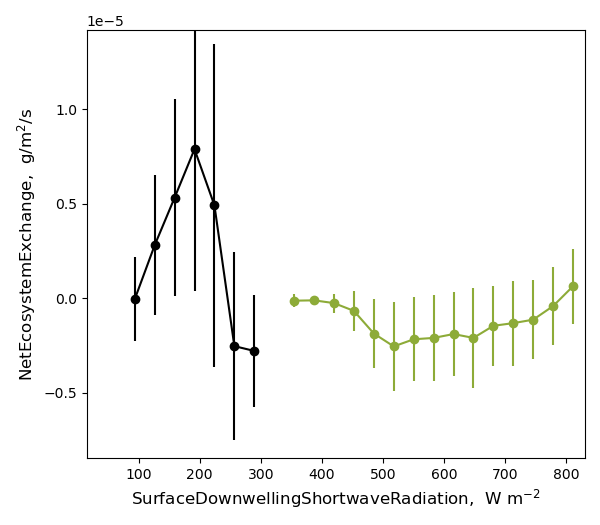 1e−5
1.0
0.5
0.0
−0.5
NetEcosystemExchange,  g/m²/s
100 200 300 400 500 600 700 800
SurfaceDownwellingShortwaveRadiation,  W m⁻²